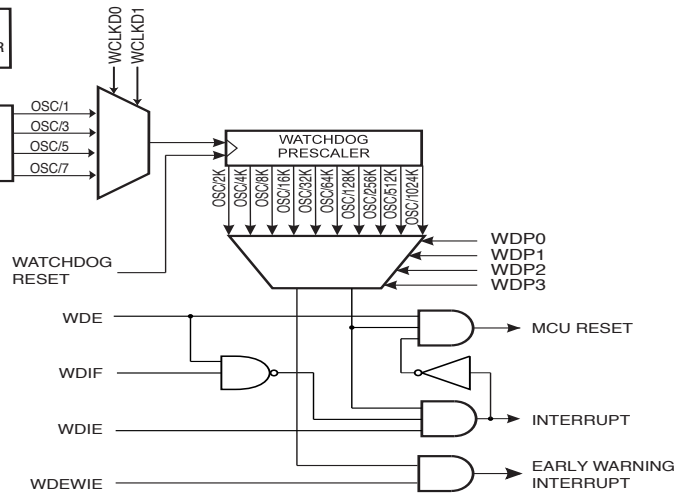 R
WCLKD0
WCLKD1
OSC/1
OSC/3
OSC/5
OSC/7
WATCHDOG
PRESCALER
OSC/2K
OSC/4K
OSC/8K
OSC/16K
OSC/32K
OSC/64K
OSC/128K
OSC/256K
OSC/512K
OSC/1024K
WDP0
WDP1
WDP2
WDP3
WATCHDOG
RESET
WDE
MCU RESET
WDIF
INTERRUPT
WDIE
EARLY WARNING
INTERRUPT
WDEWIE